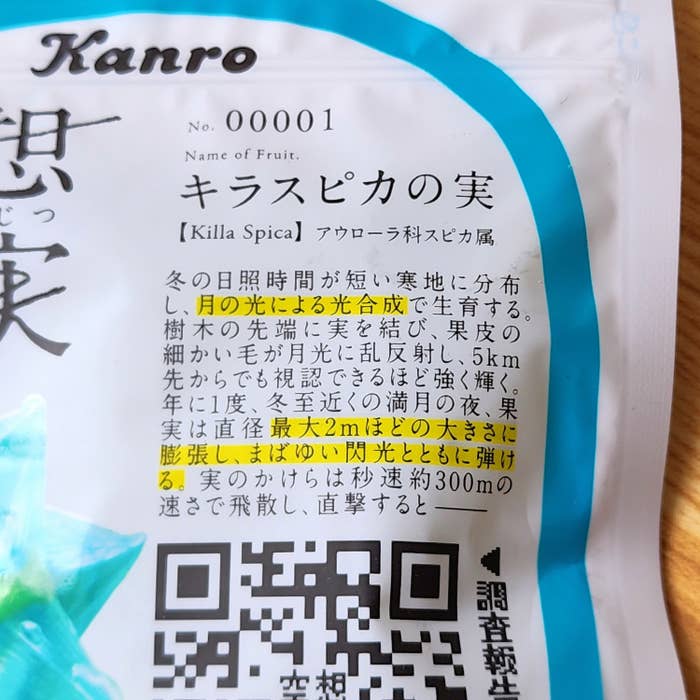 Kanro
想
じつ
実
No. 00001
Name of Fruit.
キラスピカの実
【Killa Spica】アウローラ科スピカ属
冬の日照時間が短い寒地に分布
し、月の光による光合成で生育する。
樹木の先端に実を結び、果皮の
細かい毛が月光に乱反射し、5km
先からでも視認できるほど強く輝く。
年に1度、冬至近くの満月の夜、果
実は直径最大2mほどの大きさに
膨張し、まばゆい閃光とともに弾け
る。実のかけらは秒速約300mの
速さで飛散し、直撃すると――
◀調査報告
空想